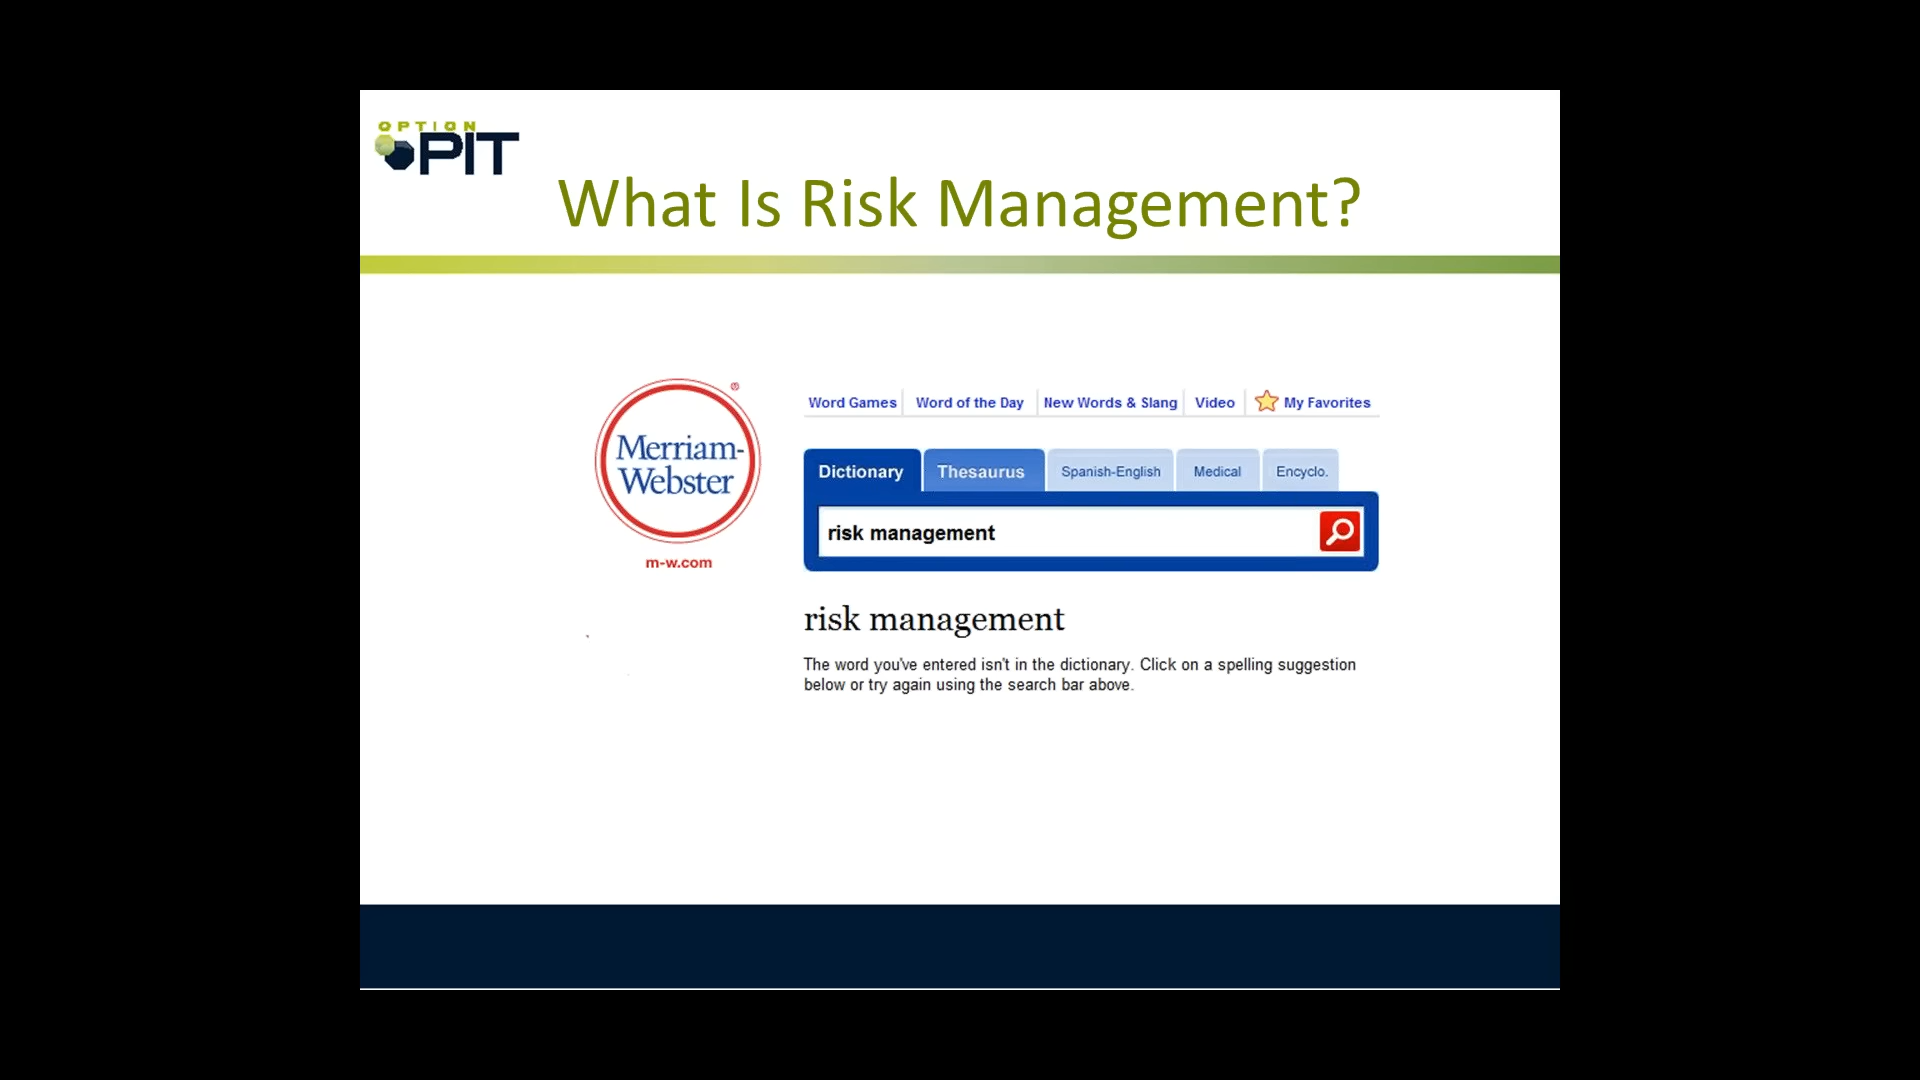 OPTION
PIT
What Is Risk Management?
®
Merriam-
Webster
m-w.com
Word Games
Word of the Day
New Words & Slang
Video
My Favorites
Dictionary
Thesaurus
Spanish-English
Medical
Encyclo.
risk management
risk management
The word you've entered isn't in the dictionary. Click on a spelling suggestion
below or try again using the search bar above.